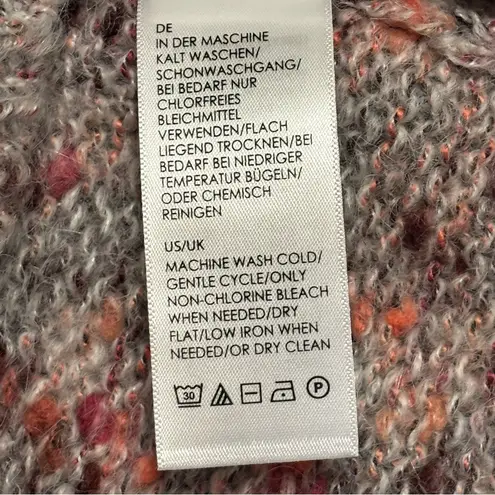 DE
IN DER MASCHINE
KALT WASCHEN/
SCHONWASCHGANG/
BEI BEDARF NUR
CHLORFREIES
BLEICHMITTEL
VERWENDEN/FLACH
LIEGEND TROCKNEN/BEI
BEDARF BEI NIEDRIGER
TEMPERATUR BÜGELN/
ODER CHEMISCH
REINIGEN
US/UK
MACHINE WASH COLD/
GENTLE CYCLE/ONLY
NON-CHLORINE BLEACH
WHEN NEEDED/DRY
FLAT/LOW IRON WHEN
NEEDED/OR DRY CLEAN
30 P